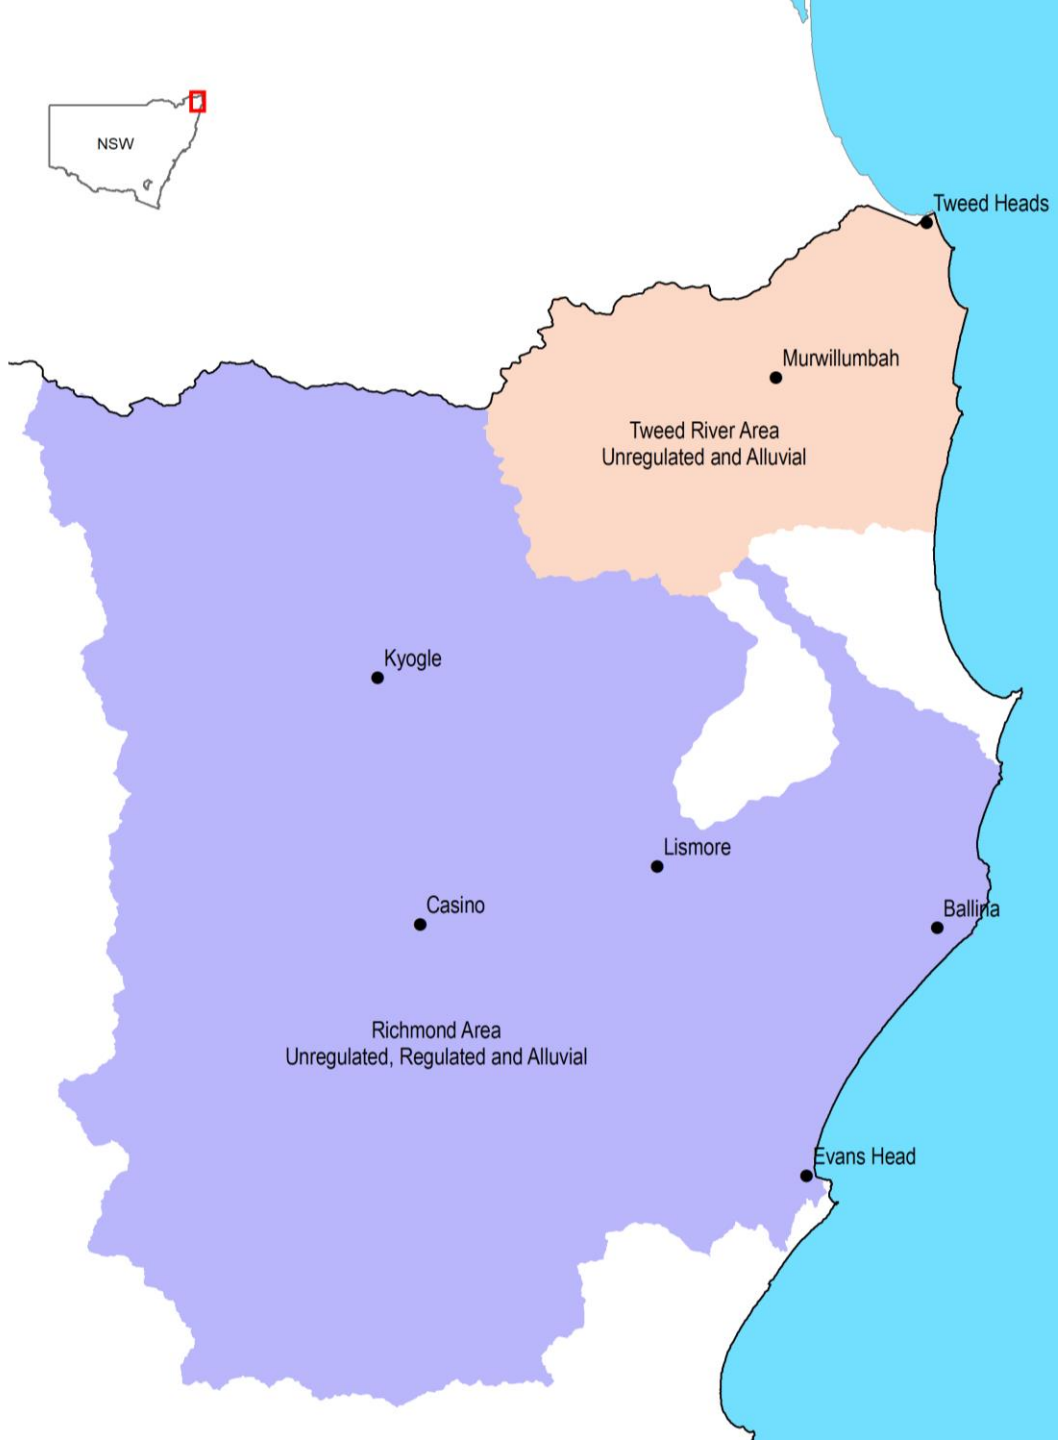 NSW
Tweed Heads
Murwillumbah
Tweed River Area
Unregulated and Alluvial
Kyogle
Lismore
Casino
Ballina
Richmond Area
Unregulated, Regulated and Alluvial
Evans Head